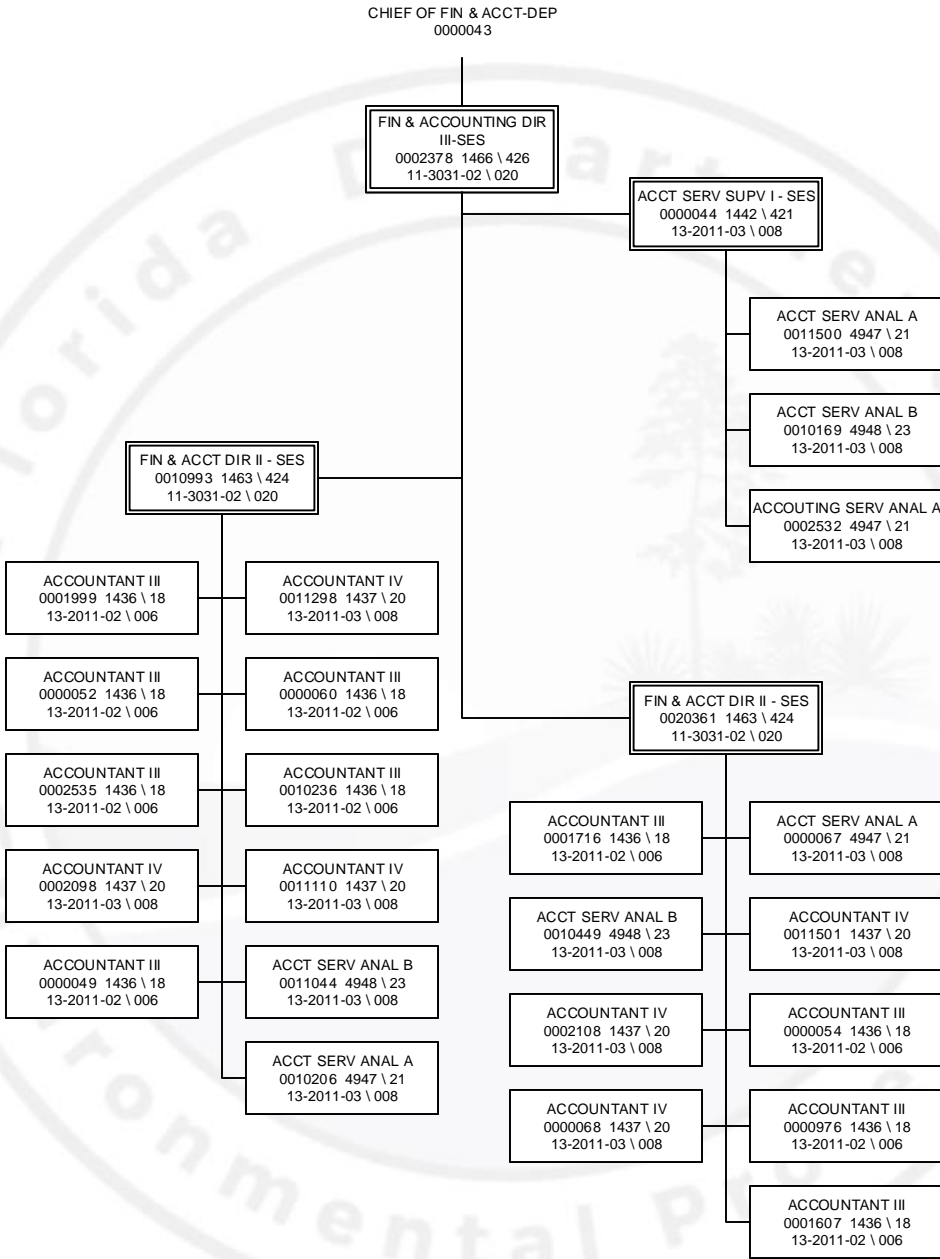 CHIEF OF FIN & ACCT-DEP
0000043
FIN & ACCOUNTING DIR
III-SES
0002378 1466 \ 426
11-3031-02 \ 020
ACCT SERV SUPV I - SES
0000044 1442 \ 421
13-2011-03 \ 008
ACCT SERV ANAL A
0011500 4947 \ 21
13-2011-03 \ 008
ACCT SERV ANAL B
0010169 4948 \ 23
13-2011-03 \ 008
ACCOUTING SERV ANAL A
0002532 4947 \ 21
13-2011-03 \ 008
FIN & ACCT DIR II - SES
0010993 1463 \ 424
11-3031-02 \ 020
ACCOUNTANT III
0001999 1436 \ 18
13-2011-02 \ 006
ACCOUNTANT IV
0011298 1437 \ 20
13-2011-03 \ 008
ACCOUNTANT III
0000052 1436 \ 18
13-2011-02 \ 006
ACCOUNTANT III
0000060 1436 \ 18
13-2011-02 \ 006
ACCOUNTANT III
0002535 1436 \ 18
13-2011-02 \ 006
ACCOUNTANT III
0010236 1436 \ 18
13-2011-02 \ 006
ACCOUNTANT IV
0002098 1437 \ 20
13-2011-03 \ 008
ACCOUNTANT IV
0011110 1437 \ 20
13-2011-03 \ 008
ACCOUNTANT III
0000049 1436 \ 18
13-2011-02 \ 006
ACCT SERV ANAL B
0011044 4948 \ 23
13-2011-03 \ 008
ACCT SERV ANAL A
0010206 4947 \ 21
13-2011-03 \ 008
FIN & ACCT DIR II - SES
0020361 1463 \ 424
11-3031-02 \ 020
ACCOUNTANT III
0001716 1436 \ 18
13-2011-02 \ 006
ACCT SERV ANAL A
0000067 4947 \ 21
13-2011-03 \ 008
ACCT SERV ANAL B
0010449 4948 \ 23
13-2011-03 \ 008
ACCOUNTANT IV
0011501 1437 \ 20
13-2011-03 \ 008
ACCOUNTANT IV
0002108 1437 \ 20
13-2011-03 \ 008
ACCOUNTANT III
0000054 1436 \ 18
13-2011-02 \ 006
ACCOUNTANT IV
0000068 1437 \ 20
13-2011-03 \ 008
ACCOUNTANT III
0000976 1436 \ 18
13-2011-02 \ 006
ACCOUNTANT III
0001607 1436 \ 18
13-2011-02 \ 006